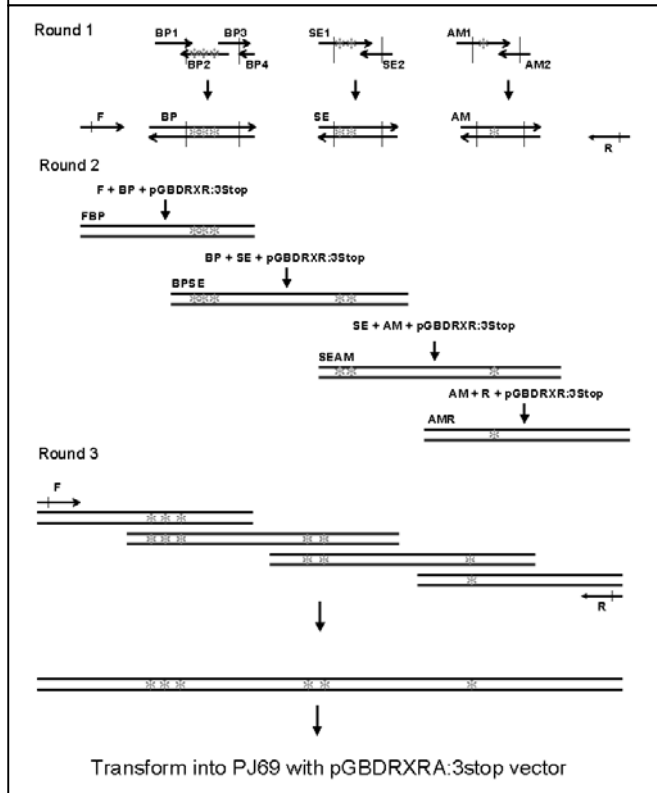 Round 1
BP1 BP3 SE1 AM1
BP2 BP4 SE2 AM2
F BP SE AM
R
Round 2
F + BP + pGBDRXR:3Stop
FBP
BP + SE + pGBDRXR:3Stop
BPSE
SE + AM + pGBDRXR:3Stop
SEAM
AM + R + pGBDRXR:3Stop
AMR
Round 3
F
R
Transform into PJ69 with pGBDRXRA:3stop vector